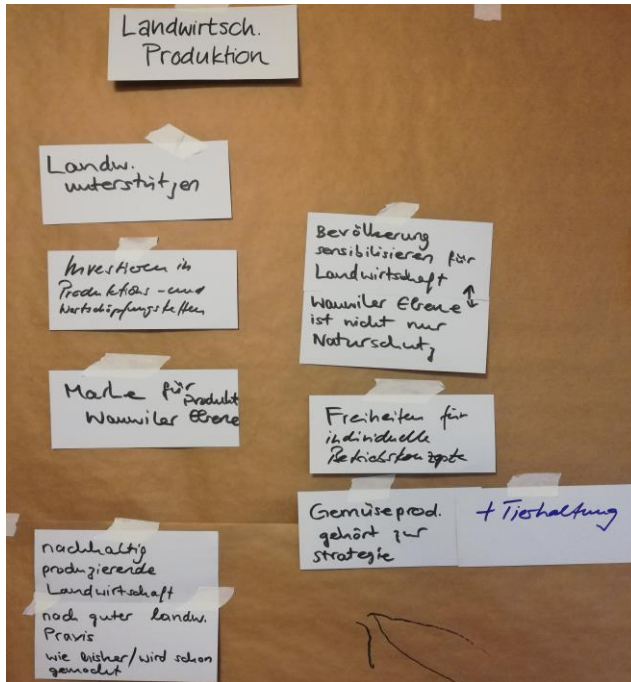 Landwirtsch.
Produktion
Landw.
unterstützen
Investieren in
Produktions- und
Wertschöpfungsketten
Marke für Produkt
Wauwiler Ebene
nachhaltig
produzierende
Landwirtschaft
nach guter landw.
Praxis
wie bisher/wird schon
gemacht
Bevölkerung
sensibilisieren für
Landwirtschaft
↕
Wauwiler Ebene
ist nicht nur
Naturschutz
Freiheiten für
individuelle
Betriebskonzepte
Gemüseprod.
gehört zur
strategie
+ Tierhaltung